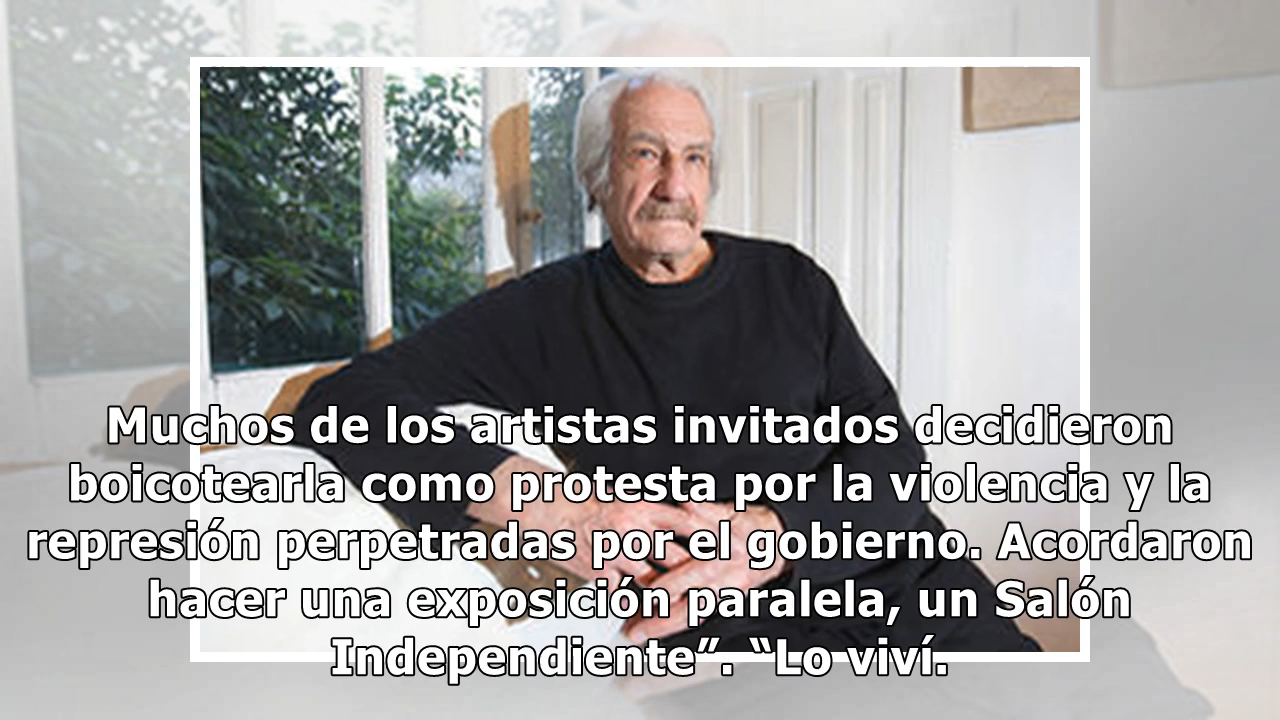 Muchos de los artistas invitados decidieron
boicotearla como protesta por la violencia y la
represión perpetradas por el gobierno. Acordaron
hacer una exposición paralela, un Salón
Independiente”. “Lo viví.